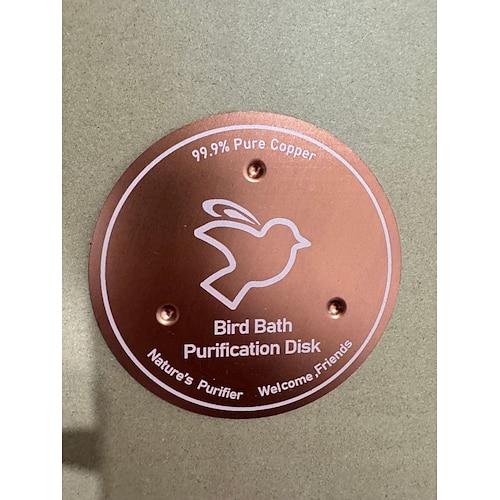 99.9% Pure Copper
Bird Bath
Purification Disk
Nature's Purifier
Welcome,Friends